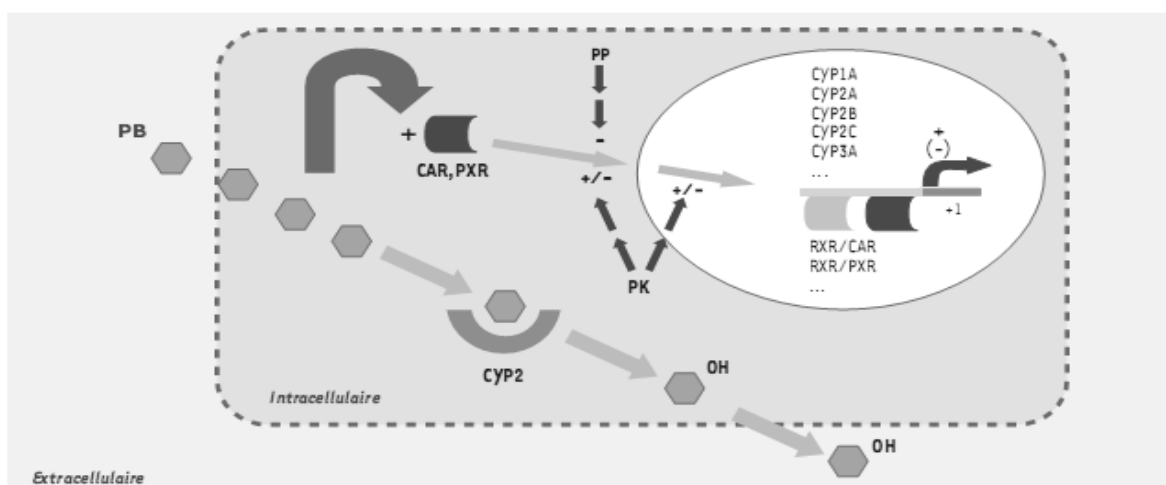 PB
+
CAR,PXR
PP
-
+/-
PK
+/-
CYP1A
CYP2A
CYP2B
CYP2C
CYP3A
...
+
(-)
+1
RXR/CAR
RXR/PXR
...
CYP2
OH
OH
Intracellulaire
Extracellulaire